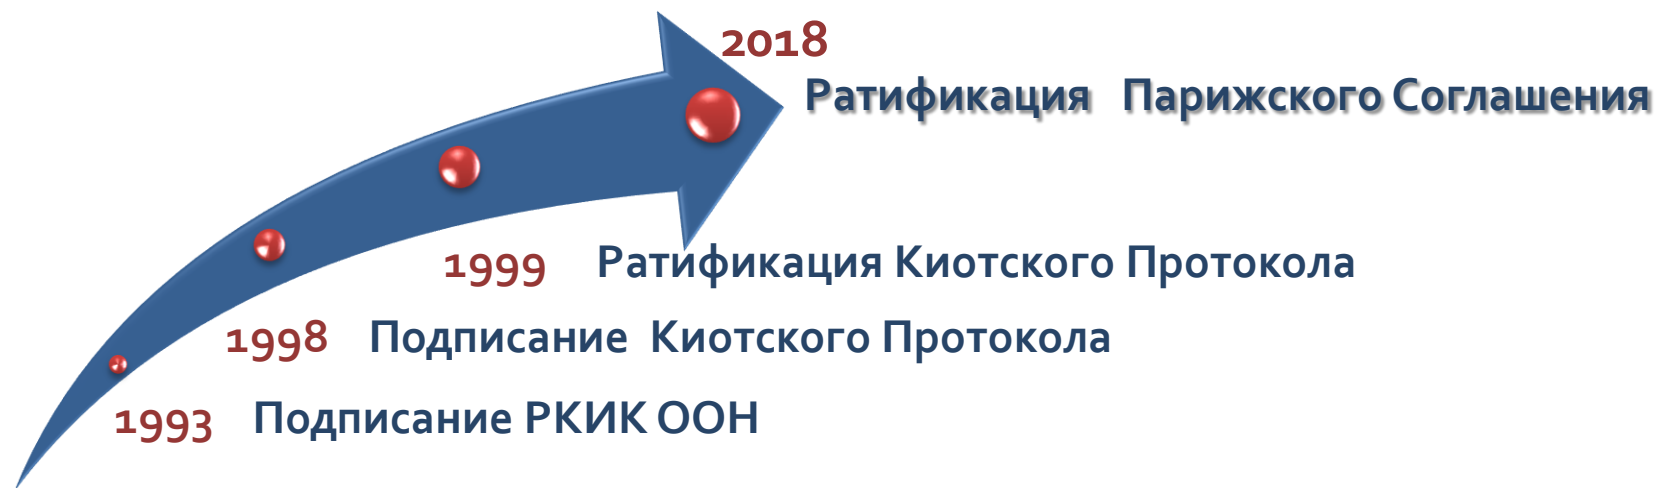 2018
Ратификация Парижского Соглашения
1999 Ратификация Киотского Протокола
1998 Подписание Киотского Протокола
1993 Подписание РКИК ООН